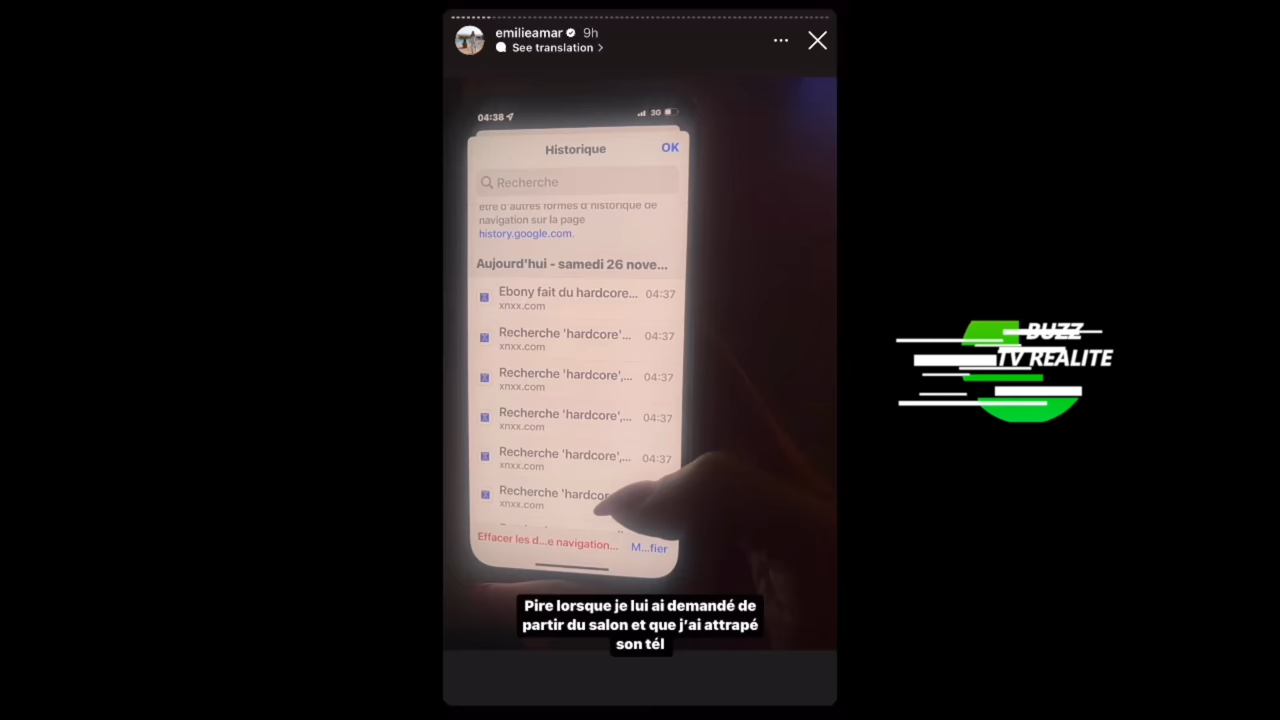 emilieamar 9h
See translation >
04:38 3G
Historique OK
Recherche
être d'autres formes d'historique de
navigation sur la page
history.google.com.
Aujourd'hui - samedi 26 nove...
Ebony fait du hardcore... 04:37
xnxx.com
Recherche 'hardcore'... 04:37
xnxx.com
Recherche 'hardcore',... 04:37
xnxx.com
Recherche 'hardcore',... 04:37
xnxx.com
Recherche 'hardcore',... 04:37
xnxx.com
Recherche 'hardcor
xnxx.com
Effacer les d...e navigation... M...fier
Pire lorsque je lui ai demandé de
partir du salon et que j'ai attrapé
son tél
BUZZ
TV REALITE